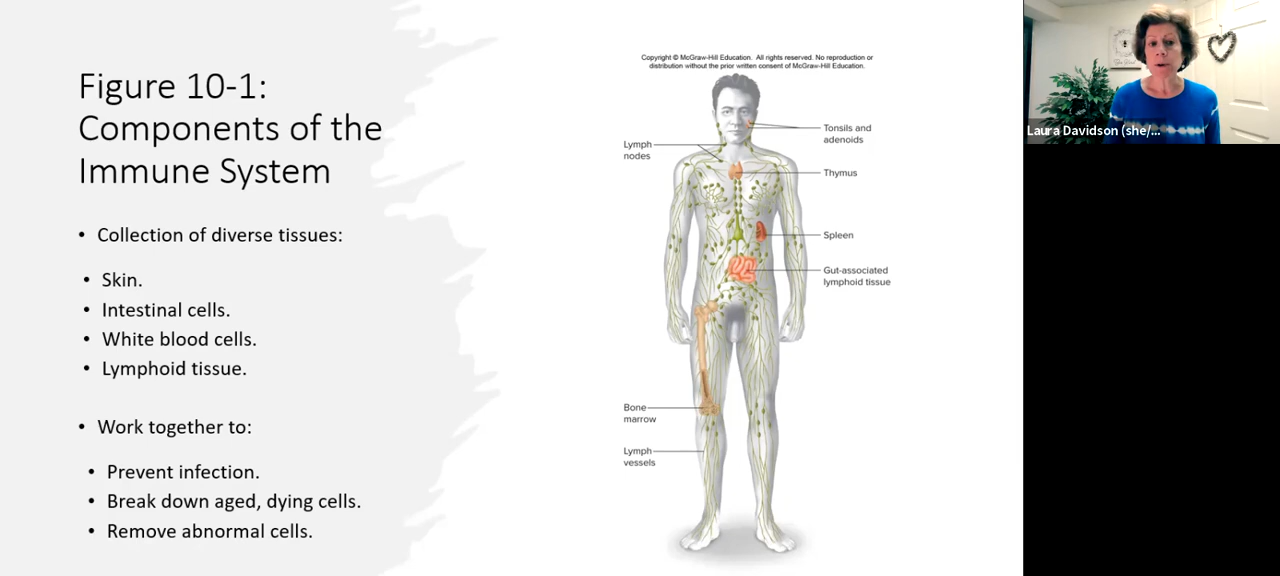 Figure 10-1:
Components of the
Immune System
• Collection of diverse tissues:
• Skin.
• Intestinal cells.
• White blood cells.
• Lymphoid tissue.
• Work together to:
• Prevent infection.
• Break down aged, dying cells.
• Remove abnormal cells.
Copyright © McGraw-Hill Education. All rights reserved. No reproduction or
distribution without the prior written consent of McGraw-Hill Education.
Tonsils and
adenoids
Lymph
nodes
Thymus
Spleen
Gut-associated
lymphoid tissue
Bone
marrow
Lymph
vessels
Laura Davidson (she/...